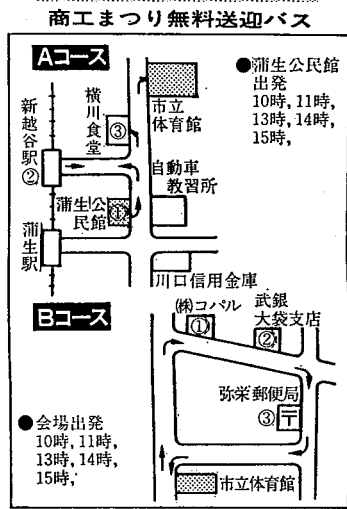 商工まつり無料送迎バス
Aコース
●蒲生公民館
出発
10時,11時,
13時,14時,
15時,
市立
体育館
横川食堂
③
新越谷駅
②
自動車
教習所
蒲生公
民館
①
蒲生駅
川口信用金庫
Bコース
㈱コパル
①
武銀
大袋支店
②
弥栄郵便局
③〒
●会場出発
10時,11時,
13時,14時,
15時,
市立体育館